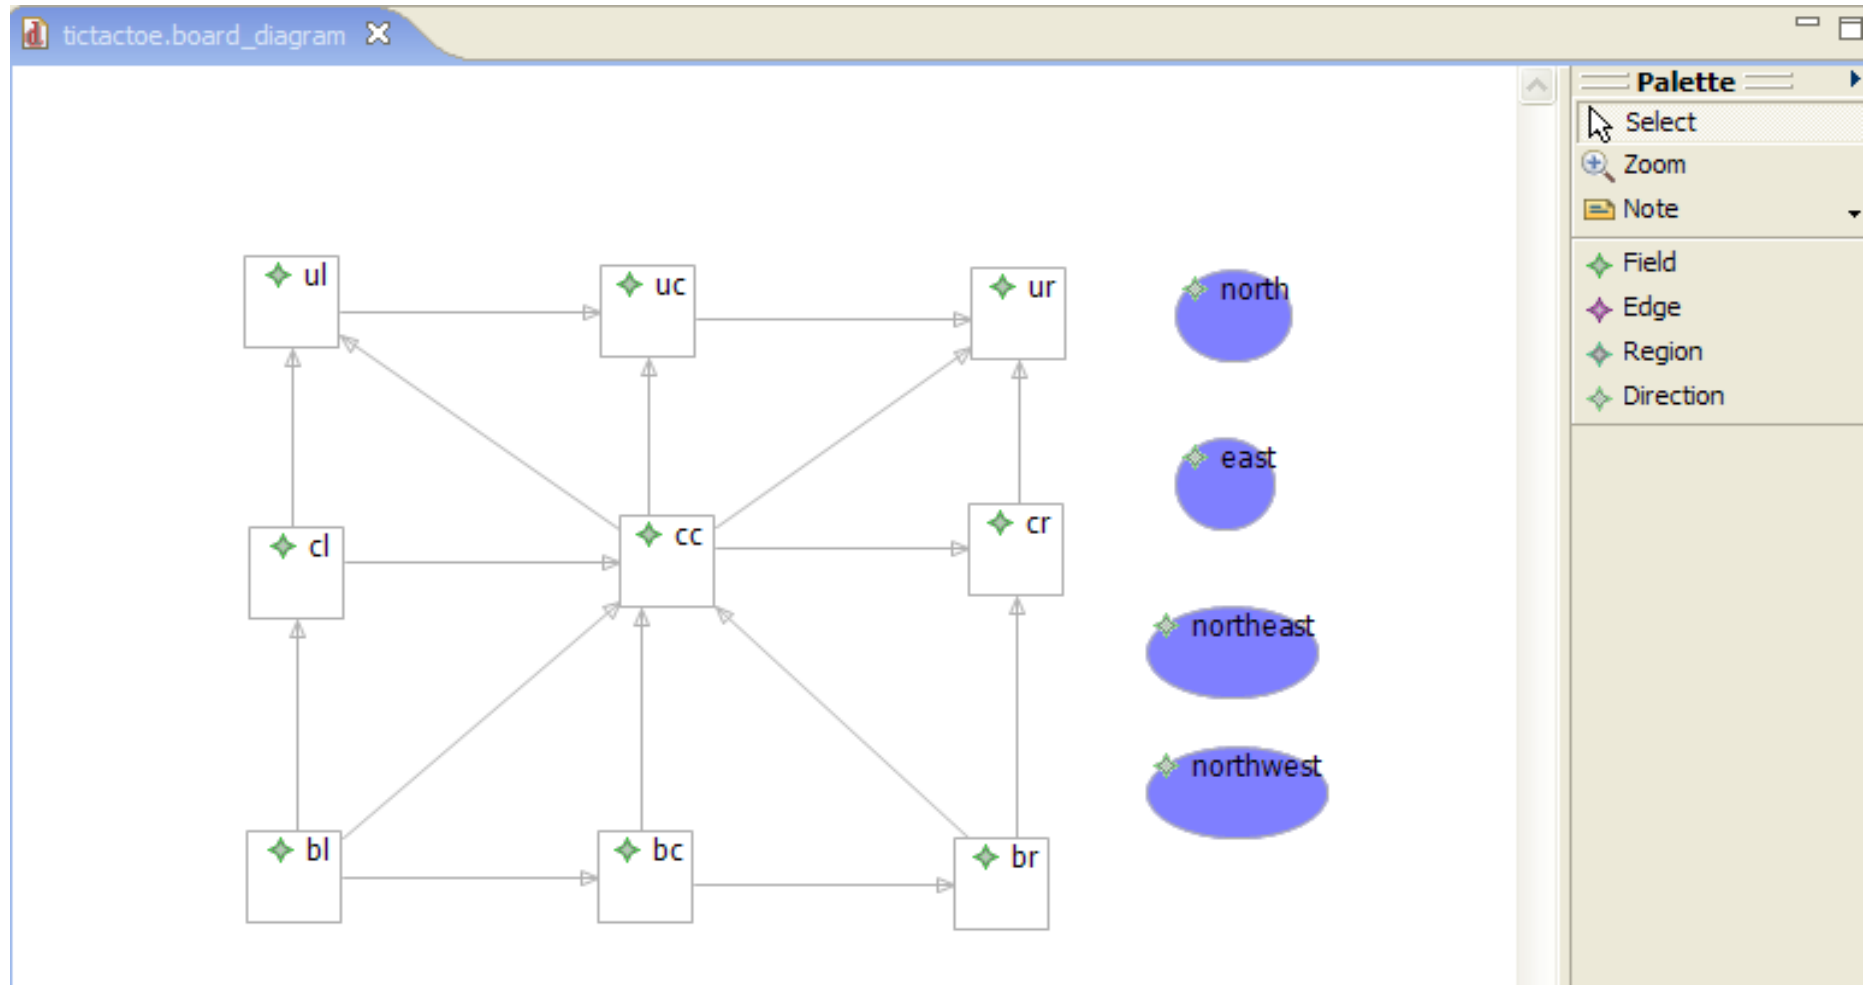 tictactoe.board_diagram
Palette
Select
Zoom
Note
Field
Edge
Region
Direction
ul
uc
ur
north
cl
cc
cr
east
northeast
northwest
bl
bc
br